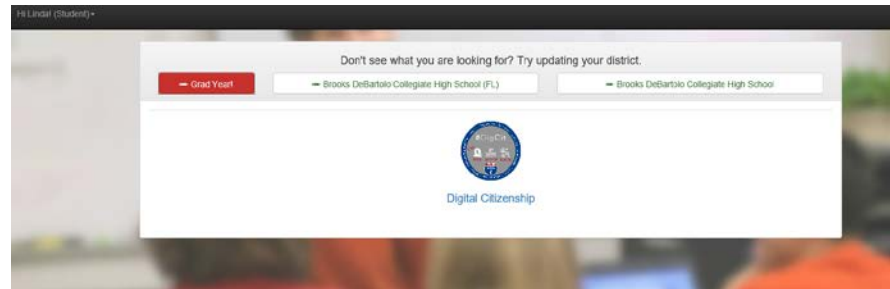 Hi Linda! (Student)
Don't see what you are looking for? Try updating your district.
Grad Year!
Brooks DeBartolo Collegiate High School (FL)
Brooks DeBartolo Collegiate High School
#DigCit
Digital Citizenship